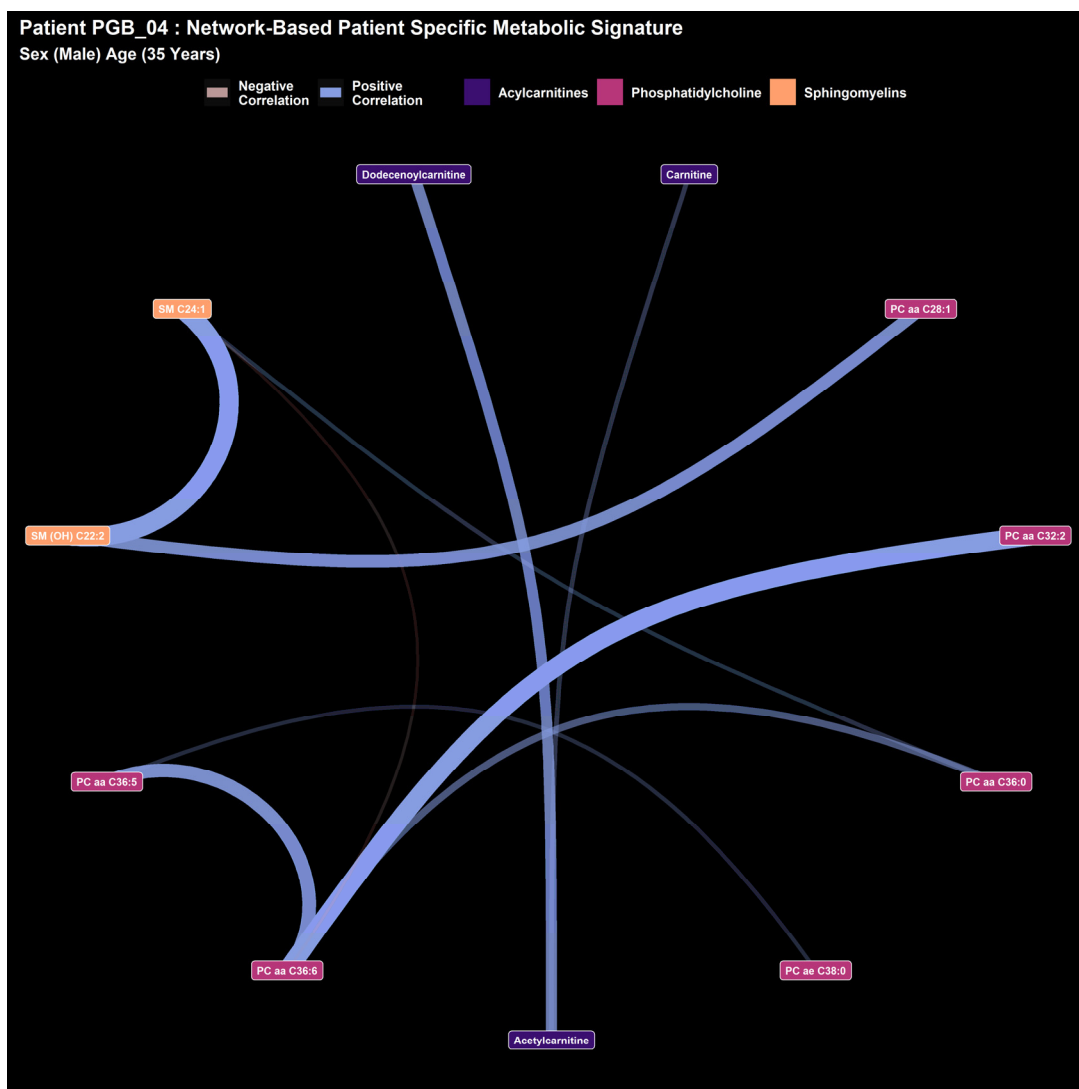 Patient PGB_04 : Network-Based Patient Specific Metabolic Signature
Sex (Male) Age (35 Years)
Negative
Correlation
Positive
Correlation
Acylcarnitines
Phosphatidylcholine
Sphingomyelins
Dodecenoylcarnitine
Carnitine
SM C24:1
PC aa C28:1
SM (OH) C22:2
PC aa C32:2
PC aa C36:5
PC aa C36:0
PC aa C36:6
PC ae C38:0
Acetylcarnitine